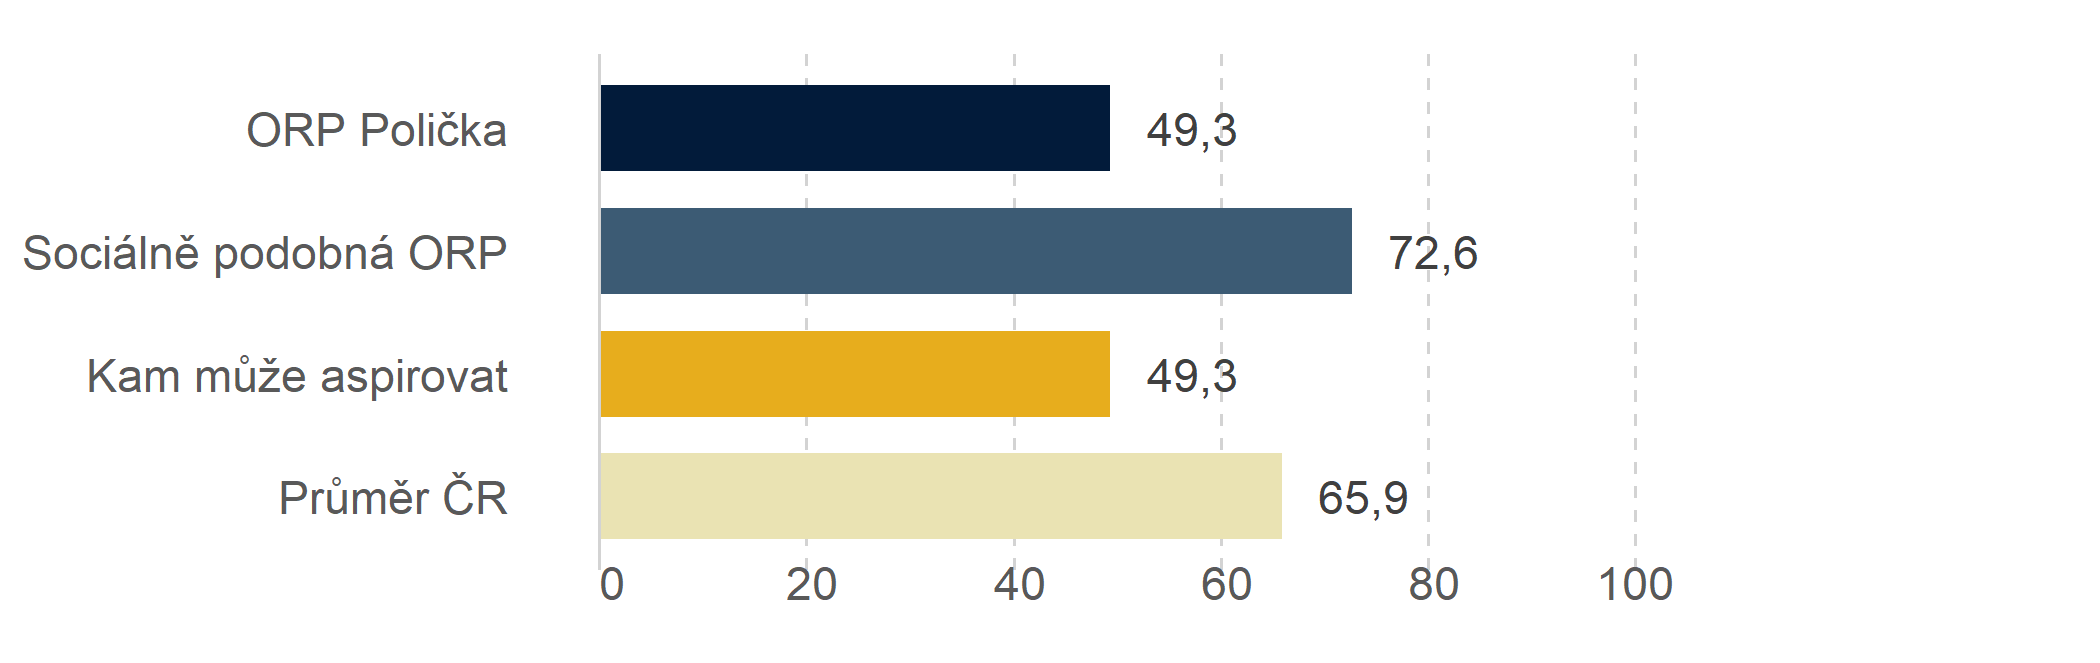 ORP Polička
49,3
Sociálně podobná ORP
72,6
Kam může aspirovat
49,3
Průměr ČR
65,9
0 20 40 60 80 100